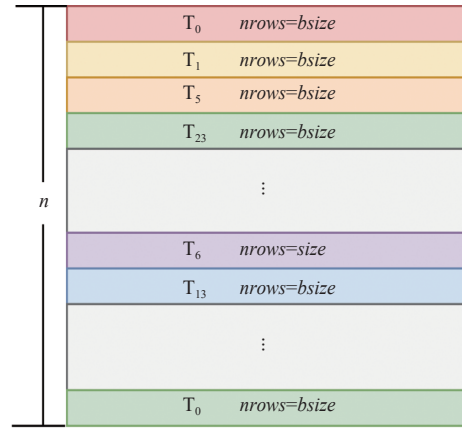 T₀ nrows=bsize
T₁ nrows=bsize
T₅ nrows=bsize
T₂₃ nrows=bsize
⋮
n
T₆ nrows=size
T₁₃ nrows=bsize
⋮
T₀ nrows=bsize